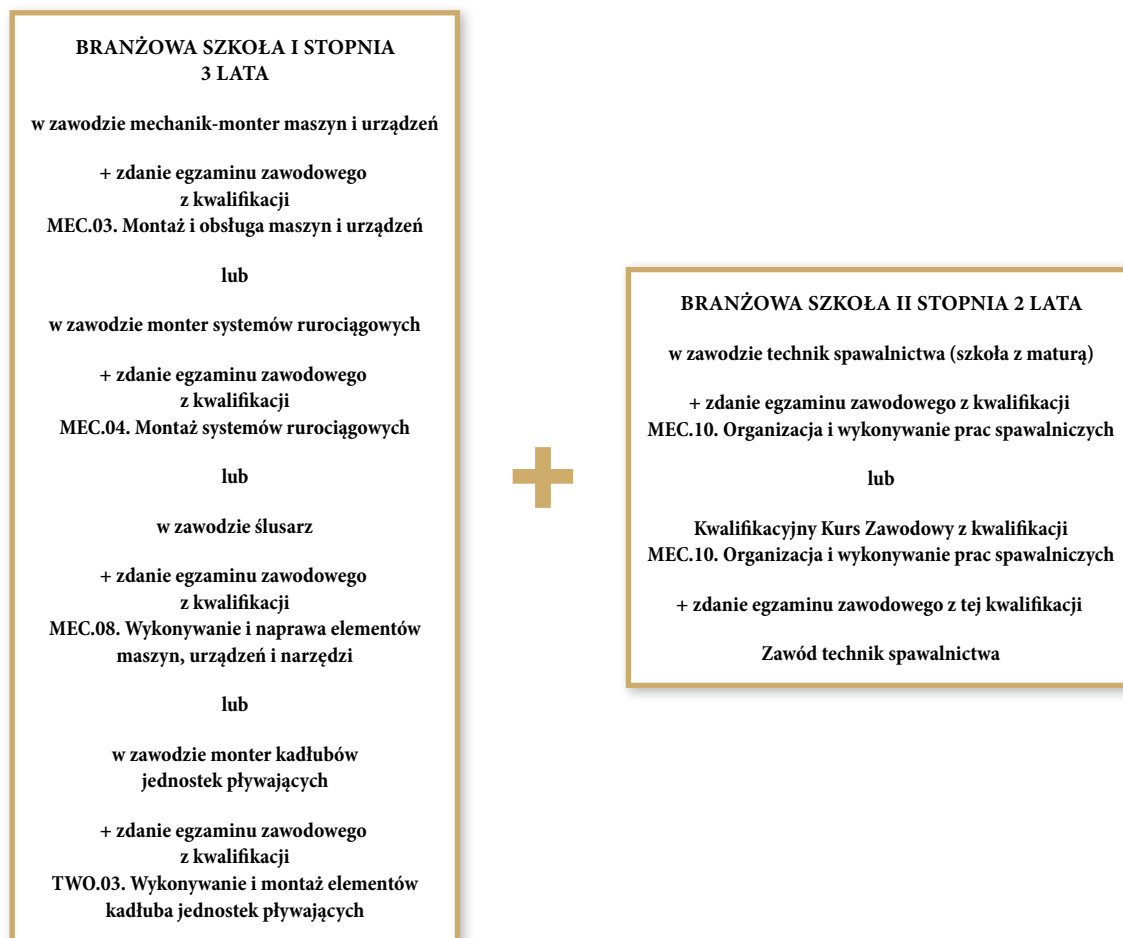 BRANŻOWA SZKOŁA I STOPNIA
3 LATA
w zawodzie mechanik-monter maszyn i urządzeń
+ zdanie egzaminu zawodowego
z kwalifikacji
MEC.03. Montaż i obsługa maszyn i urządzeń
lub
w zawodzie monter systemów rurociągowych
+ zdanie egzaminu zawodowego
z kwalifikacji
MEC.04. Montaż systemów rurociągowych
lub
w zawodzie ślusarz
+ zdanie egzaminu zawodowego
z kwalifikacji
MEC.08. Wykonywanie i naprawa elementów
maszyn, urządzeń i narzędzi
lub
w zawodzie monter kadłubów
jednostek pływających
+ zdanie egzaminu zawodowego
z kwalifikacji
TWO.03. Wykonywanie i montaż elementów
kadłuba jednostek pływających
+
BRANŻOWA SZKOŁA II STOPNIA 2 LATA
w zawodzie technik spawalnictwa (szkoła z maturą)
+ zdanie egzaminu zawodowego z kwalifikacji
MEC.10. Organizacja i wykonywanie prac spawalniczych
lub
Kwalifikacyjny Kurs Zawodowy z kwalifikacji
MEC.10. Organizacja i wykonywanie prac spawalniczych
+ zdanie egzaminu zawodowego z tej kwalifikacji
Zawód technik spawalnictwa